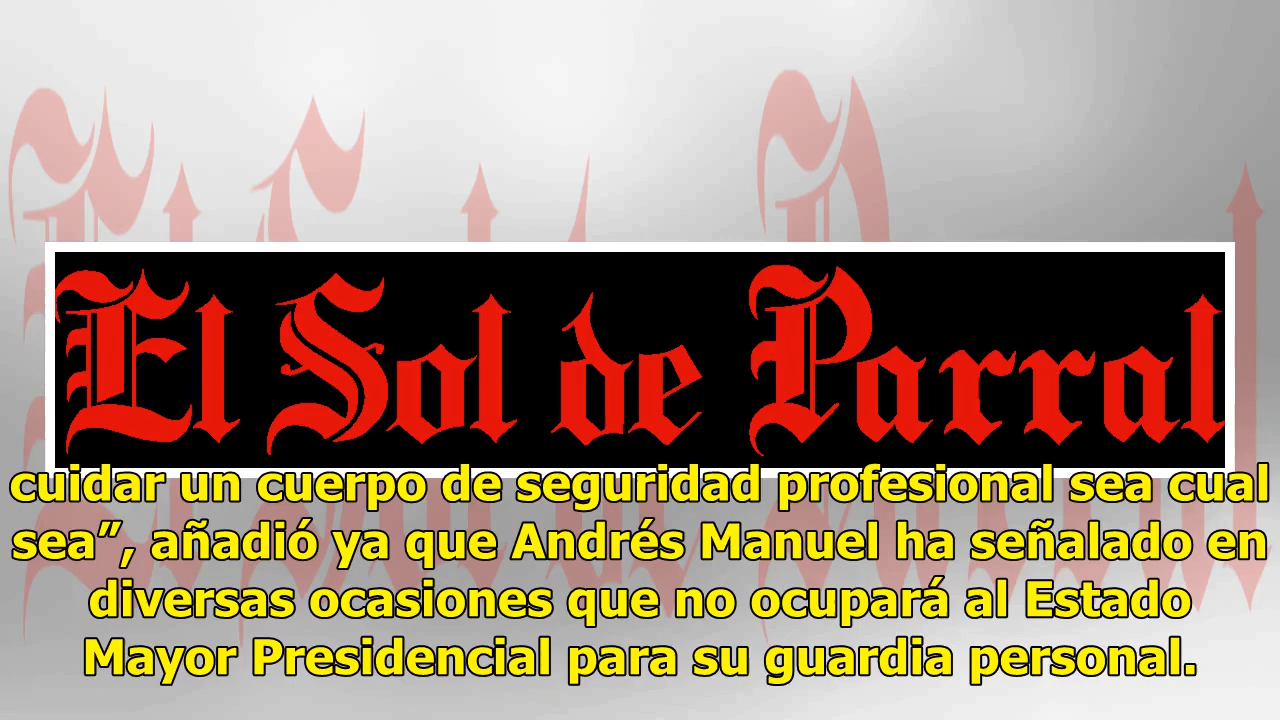 El Sol de Parral
cuidar un cuerpo de seguridad profesional sea cual
sea”, añadió ya que Andrés Manuel ha señalado en
diversas ocasiones que no ocupará al Estado
Mayor Presidencial para su guardia personal.